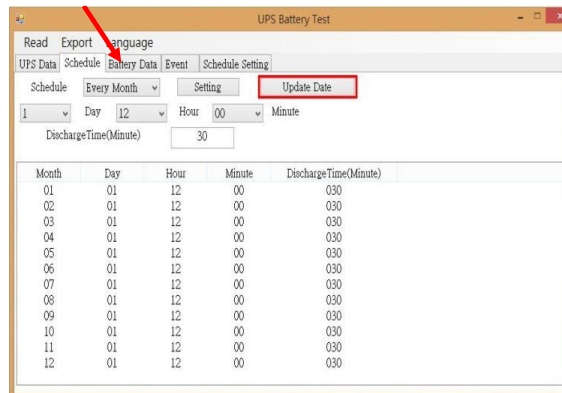 UPS Battery Test
Read Export Language
UPS Data Schedule Battery Data Event Schedule Setting
Schedule Every Month Setting Update Date
1 Day 12 Hour 00 Minute
DischargeTime(Minute) 30
Month Day Hour Minute DischargeTime(Minute)
01 01 12 00 030
02 01 12 00 030
03 01 12 00 030
04 01 12 00 030
05 01 12 00 030
06 01 12 00 030
07 01 12 00 030
08 01 12 00 030
09 01 12 00 030
10 01 12 00 030
11 01 12 00 030
12 01 12 00 030